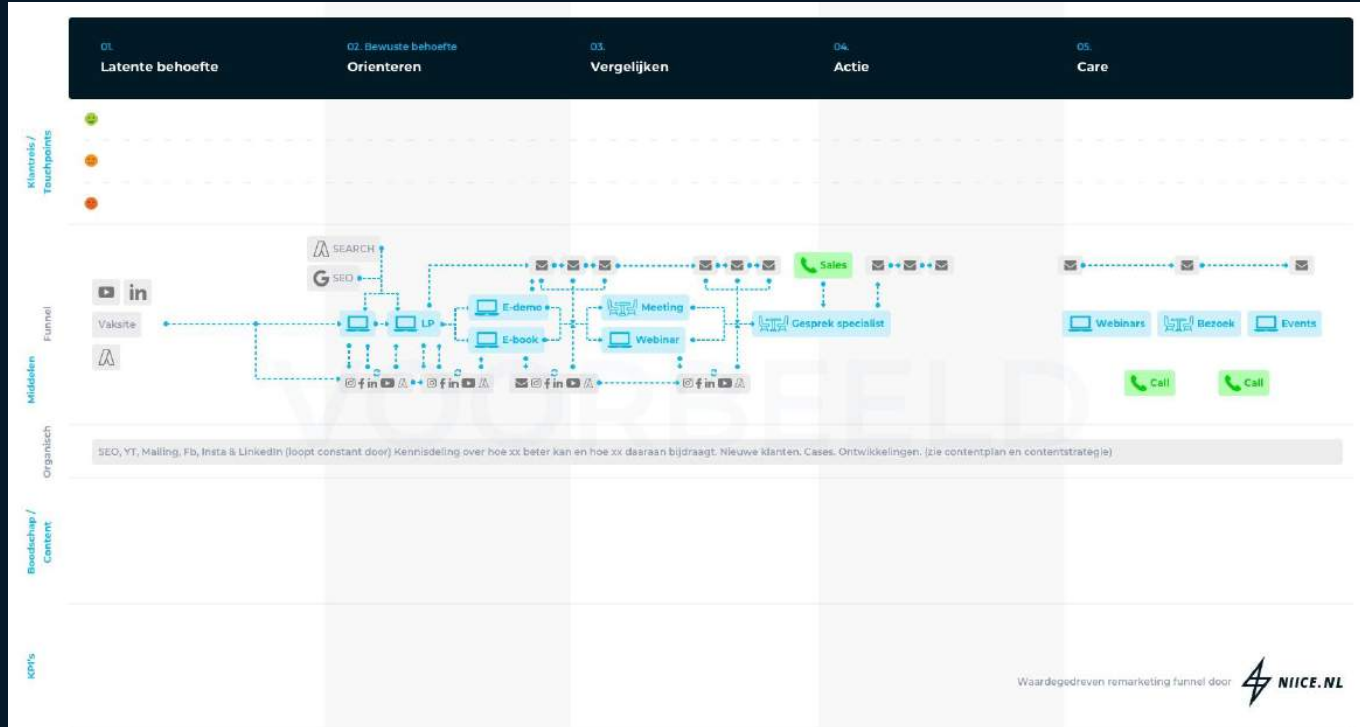 01.
Latente behoefte
02. Bewuste behoefte
Orienteren
03.
Vergelijken
04.
Actie
05.
Care
Klantreis /
Touchpoints
SEARCH
SEO
Sales
in
Vaksite
LP
E-demo
E-book
Meeting
Webinar
Gesprek specialist
Webinars
Bezoek
Events
Call
Call
Funnel
Middelen
VOORBEELD
Organisch
SEO, YT, Mailing, Fb, Insta & LinkedIn (loopt constant door) Kennisdeling over hoe xx beter kan en hoe xx daaraan bijdraagt. Nieuwe klanten. Cases. Ontwikkelingen. (zie contentplan en contentstrategie)
Boodschap /
Content
KPI's
Waardegedreven remarketing funnel door
NIICE.NL